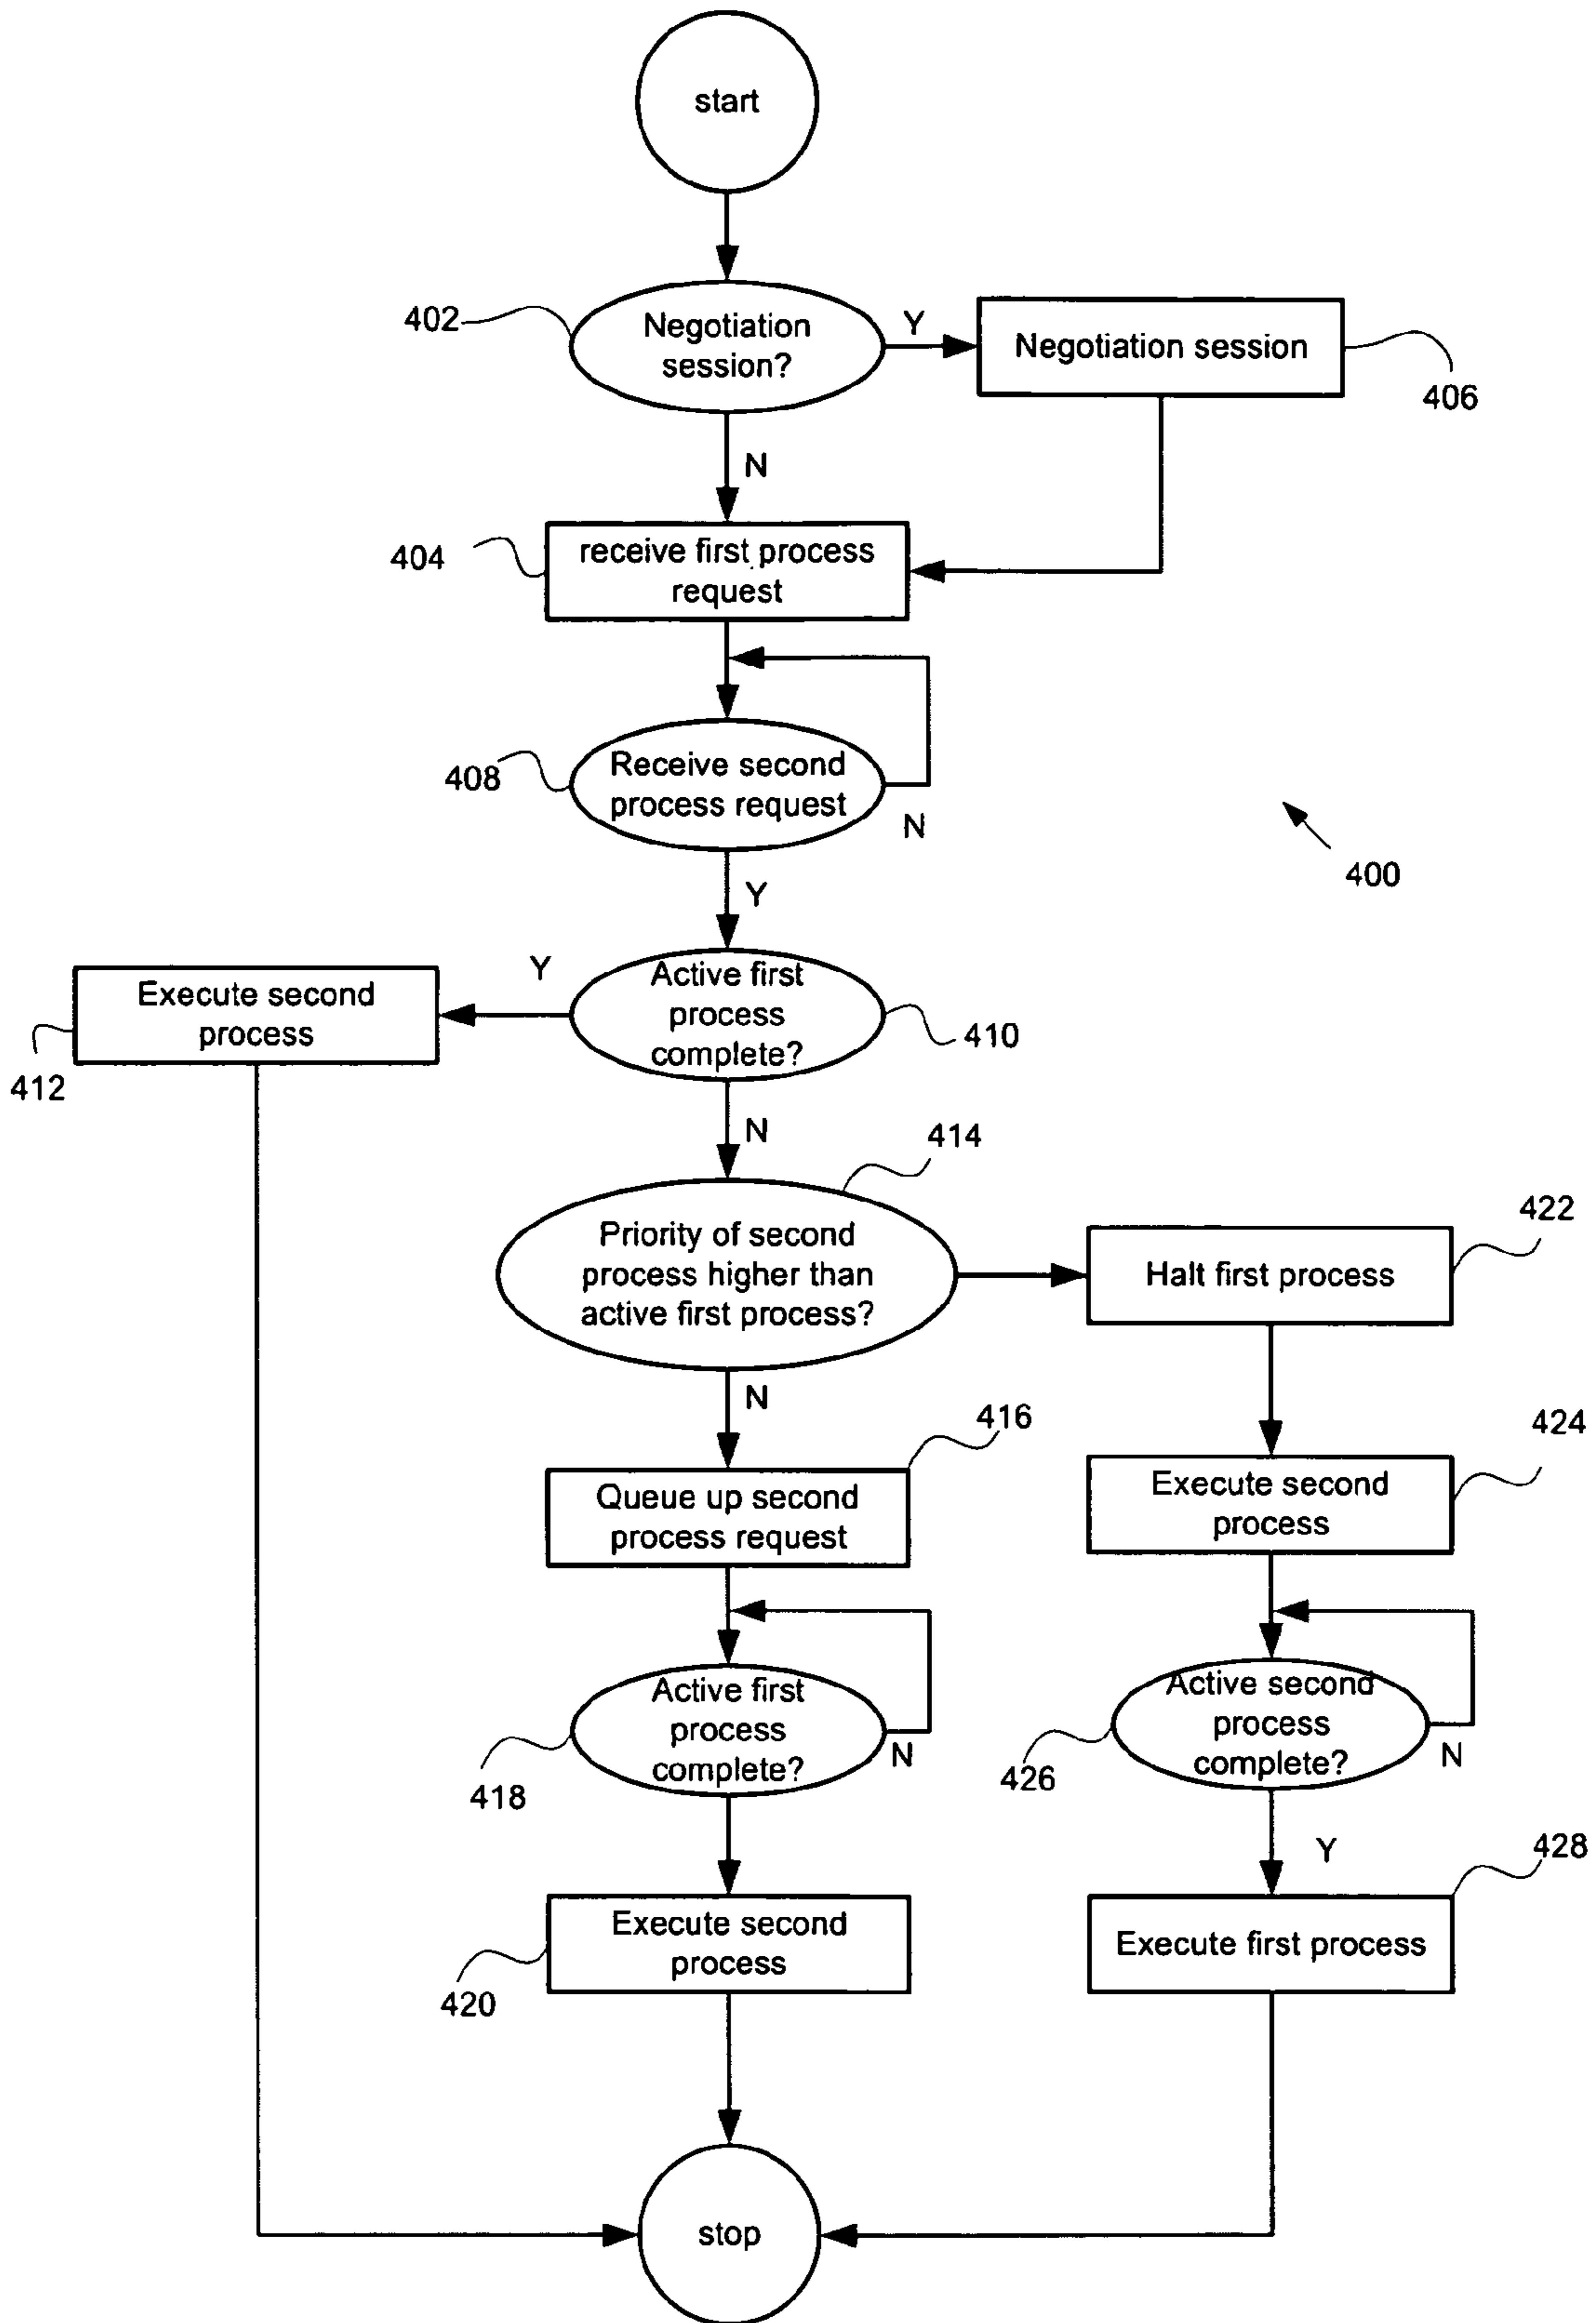 start
402
Negotiation
session?
Y
Negotiation session
406
N
404
receive first process
request
408
Receive second
process request
N
400
Y
Execute second
process
412
Y
Active first
process
complete?
410
N
414
Priority of second
process higher than
active first process?
Halt first process
422
N
416
Queue up second
process request
Execute second
process
424
Active first
process
complete?
N
418
Active second
process
complete?
N
426
Y
428
Execute second
process
420
Execute first process
stop